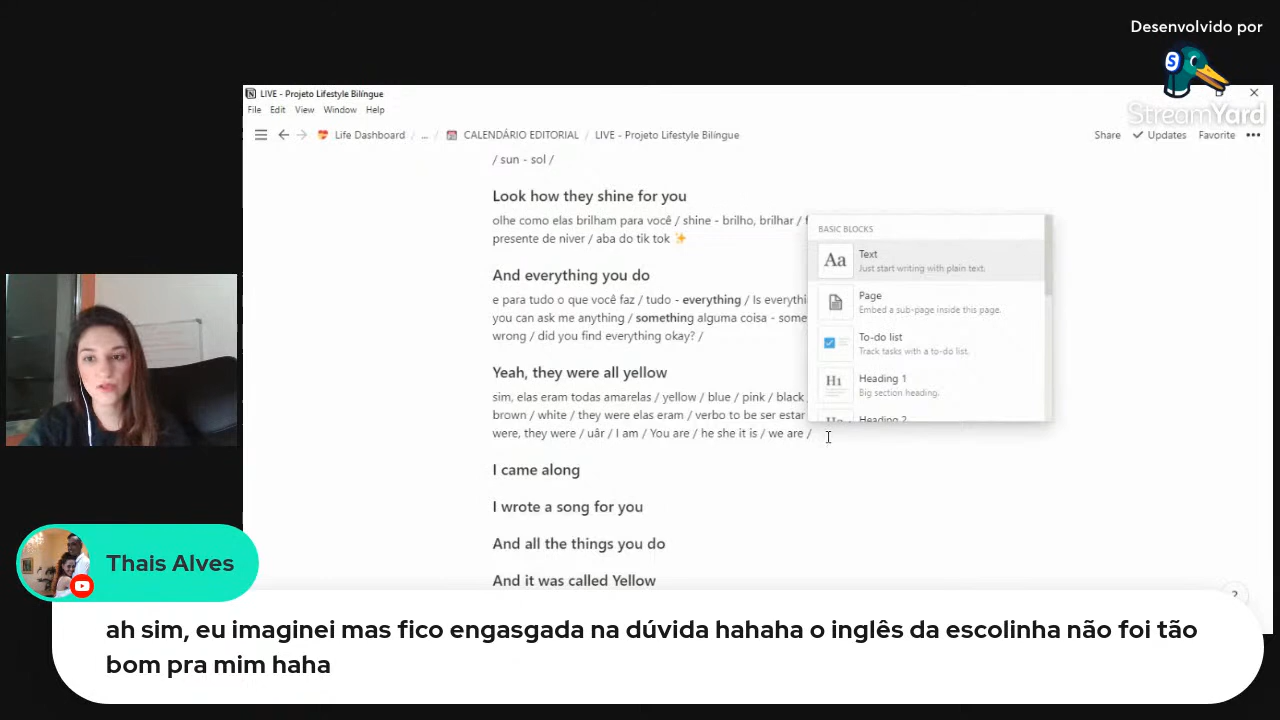 Desenvolvido por
S
StreamYard
LIVE - Projeto Lifestyle Bilíngue
File Edit View Window Help
Life Dashboard / ... / CALENDÁRIO EDITORIAL / LIVE - Projeto Lifestyle Bilíngue
Share Updates Favorite •••
/ sun - sol /
Look how they shine for you
olhe como elas brilham para você / shine - brilho, brilhar /
presente de niver / aba do tik tok ✨
And everything you do
e para tudo o que você faz / tudo - everything / Is
you can ask me anything / something alguma coisa -
wrong / did you find everything okay? /
Yeah, they were all yellow
sim, elas eram todas amarelas / yellow / blue / pink / black
brown / white / they were elas eram / verbo to be ser estar
were, they were / uâr / I am / You are / he she it is / we are /
I came along
I wrote a song for you
And all the things you do
And it was called Yellow
BASIC BLOCKS
Aa Text
Just start writing with plain text.
Page
Embed a sub-page inside this page.
To-do list
Track tasks with a to-do list.
H1 Heading 1
Big section heading.
Heading 2
?
Thais Alves
ah sim, eu imaginei mas fico engasgada na dúvida hahaha o inglês da escolinha não foi tão
bom pra mim haha